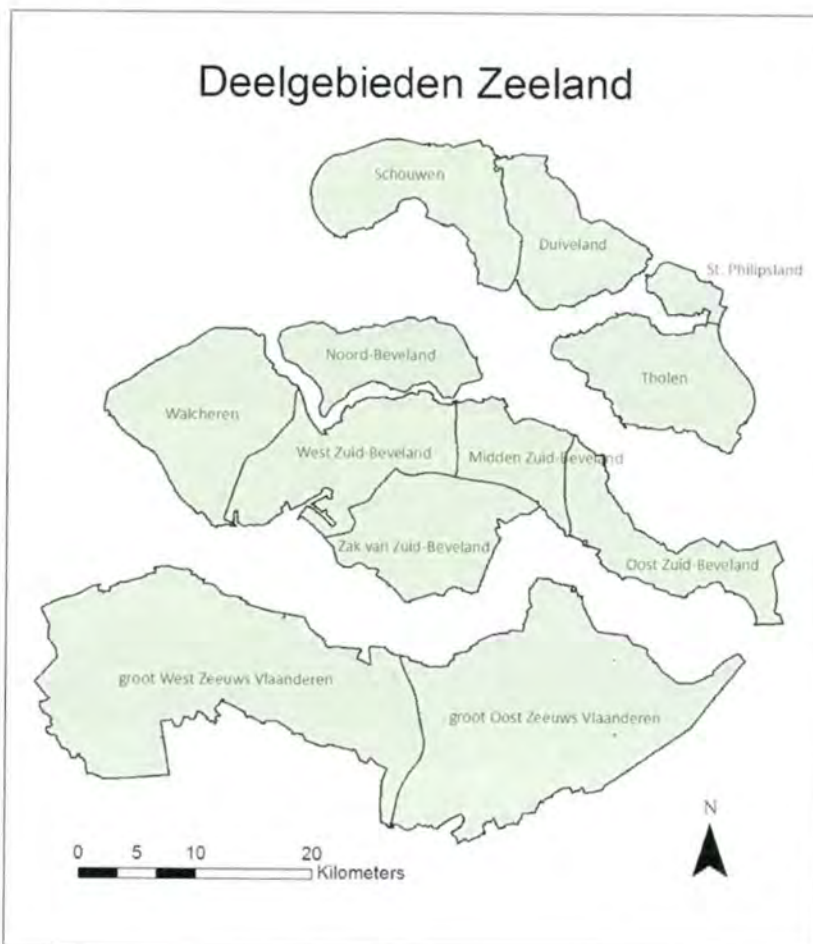 Deelgebieden Zeeland
Schouwen
Duiveland
St. Philipsland
Noord-Beveland
Tholen
Walcheren
West Zuid-Beveland
Midden Zuid-Beveland
Zak van Zuid-Beveland
Oost Zuid-Beveland
groot West Zeeuws Vlaanderen
groot Oost Zeeuws Vlaanderen
N
0 5 10 20
Kilometers